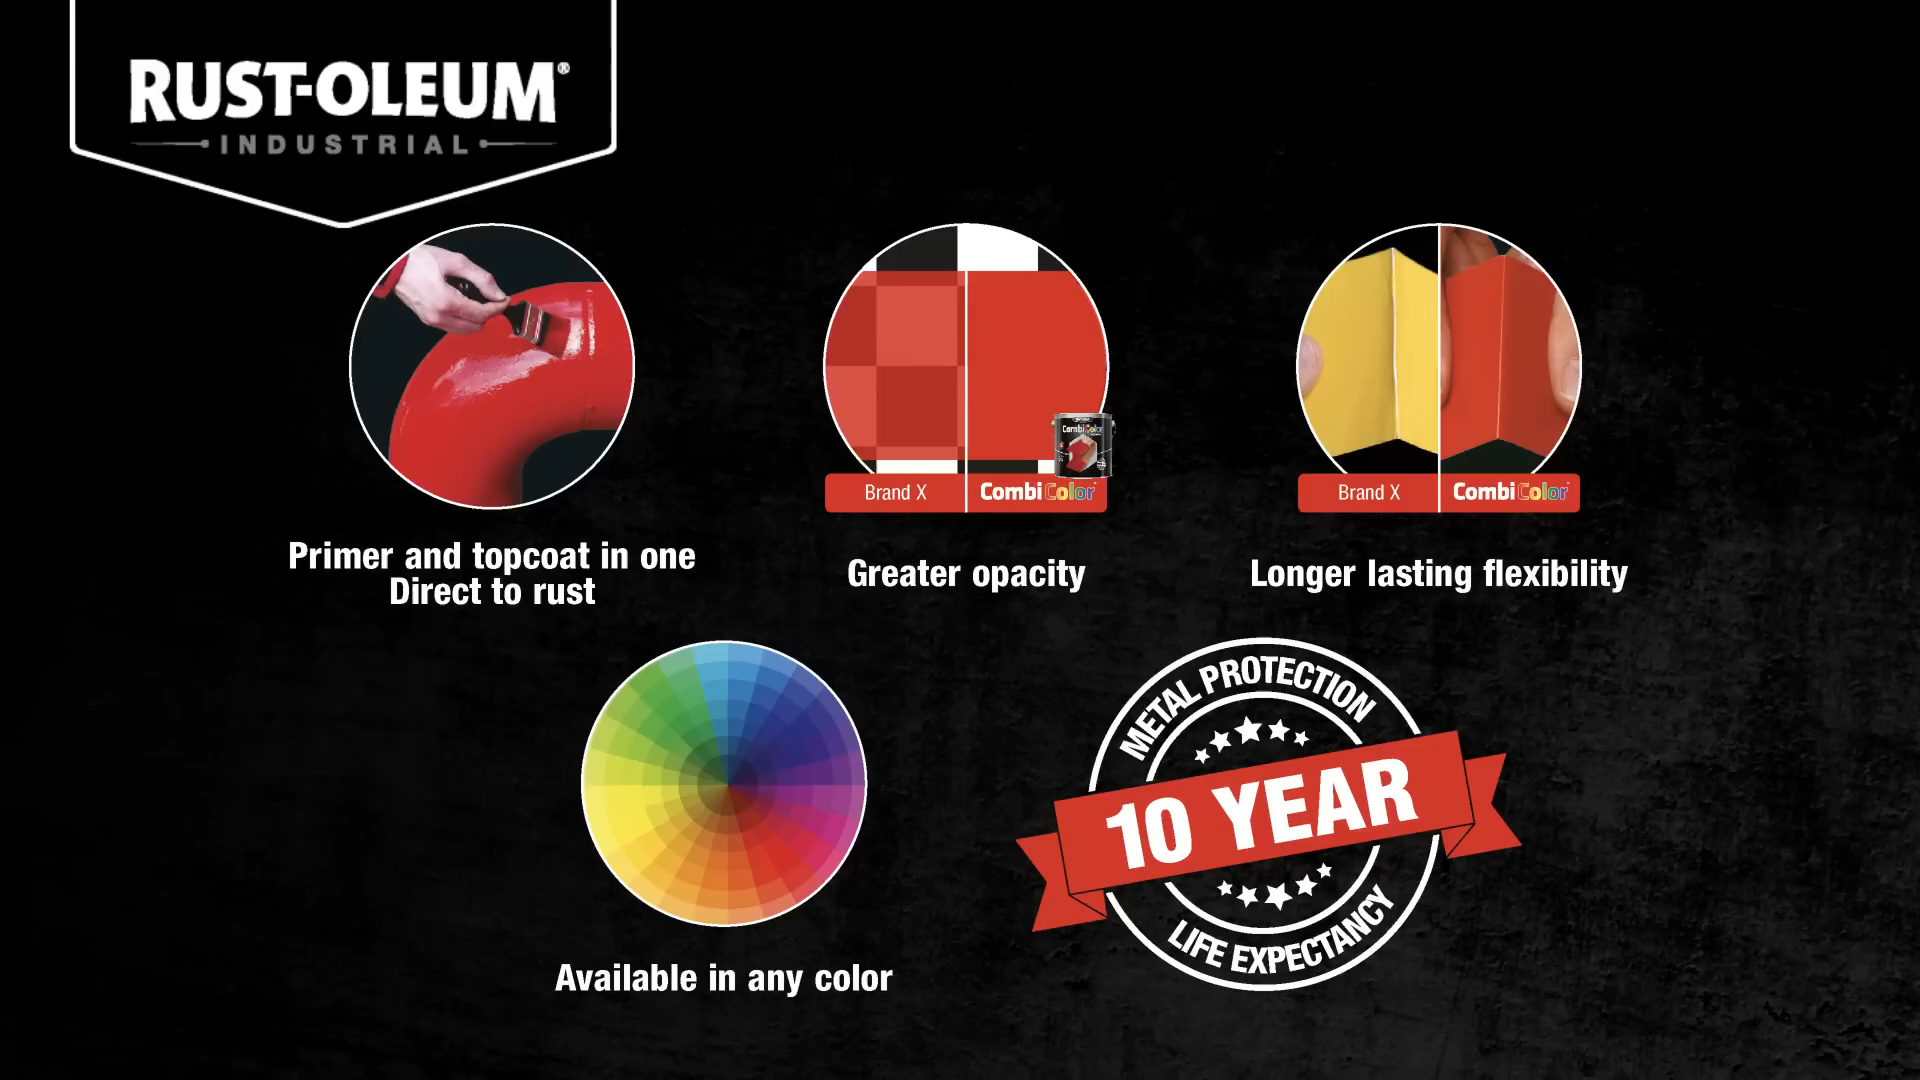 RUST-OLEUM®
INDUSTRIAL
CombiColor
Brand X
CombiColor
Brand X
CombiColor
Primer and topcoat in one
Direct to rust
Greater opacity
Longer lasting flexibility
METAL PROTECTION
10 YEAR
LIFE EXPECTANCY
Available in any color